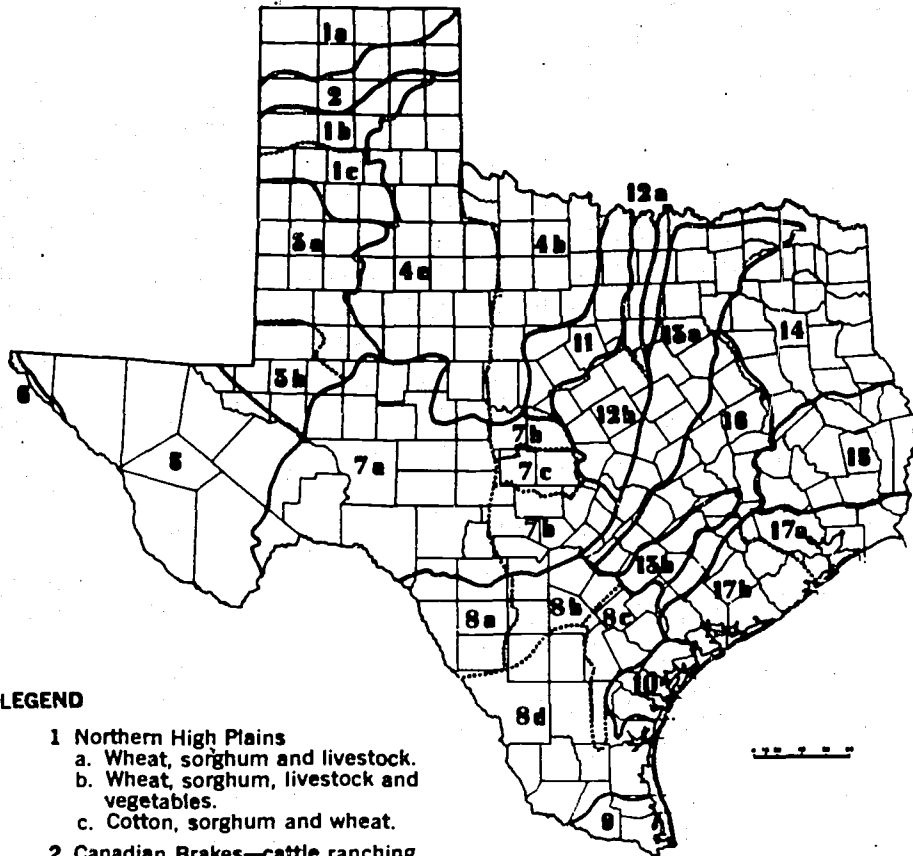 1a
2
1b
1c
12a
3a
4a
4b
11
13a
14
3b
6
12b
16
7b
5
7a
7c
15
7b
17a
13b
17b
8a
8b
8c
10
8d
9
LEGEND
1 Northern High Plains
a. Wheat, sorghum and livestock.
b. Wheat, sorghum, livestock and
vegetables.
c. Cotton, sorghum and wheat.
2 Canadian Brakes—cattle ranching